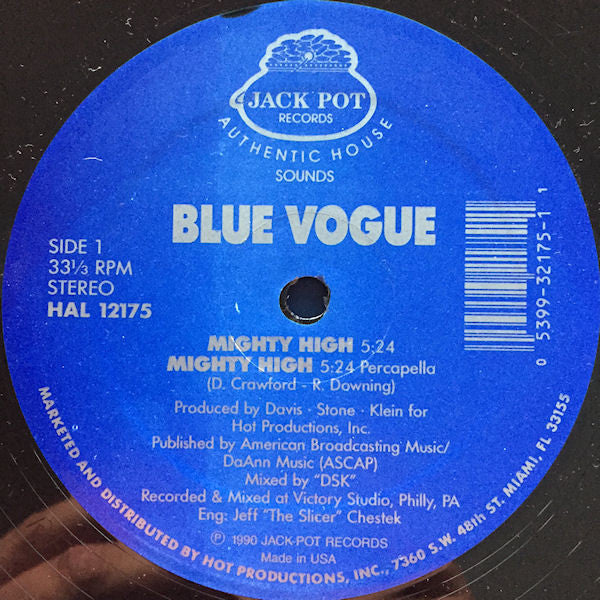 JACK POT
RECORDS
AUTHENTIC HOUSE
SOUNDS
BLUE VOGUE
SIDE 1
33⅓ RPM
STEREO
HAL 12175
0 5399-32175-1 1
MIGHTY HIGH 5:24
MIGHTY HIGH 5:24 Percapella
(D. Crawford - R. Downing)
Produced by Davis · Stone · Klein for
Hot Productions, Inc.
Published by American Broadcasting Music/
DaAnn Music (ASCAP)
Mixed by "DSK"
Recorded & Mixed at Victory Studio, Philly, PA
Eng: Jeff "The Slicer" Chestek
℗ 1990 JACK-POT RECORDS
Made in USA
MARKETED AND DISTRIBUTED BY HOT PRODUCTIONS, INC., 7360 S.W. 48th ST. MIAMI, FL 33155